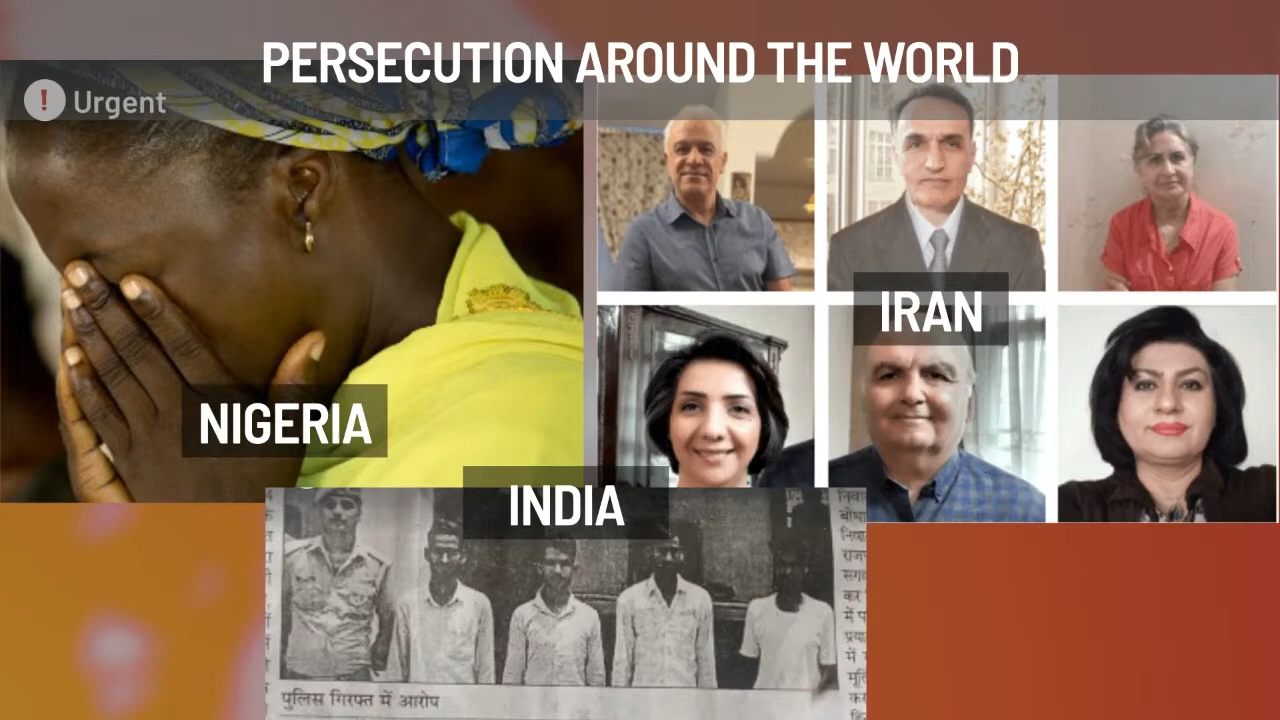 PERSECUTION AROUND THE WORLD
! Urgent
IRAN
NIGERIA
INDIA
पुलिस गिरफ्त में आरोप